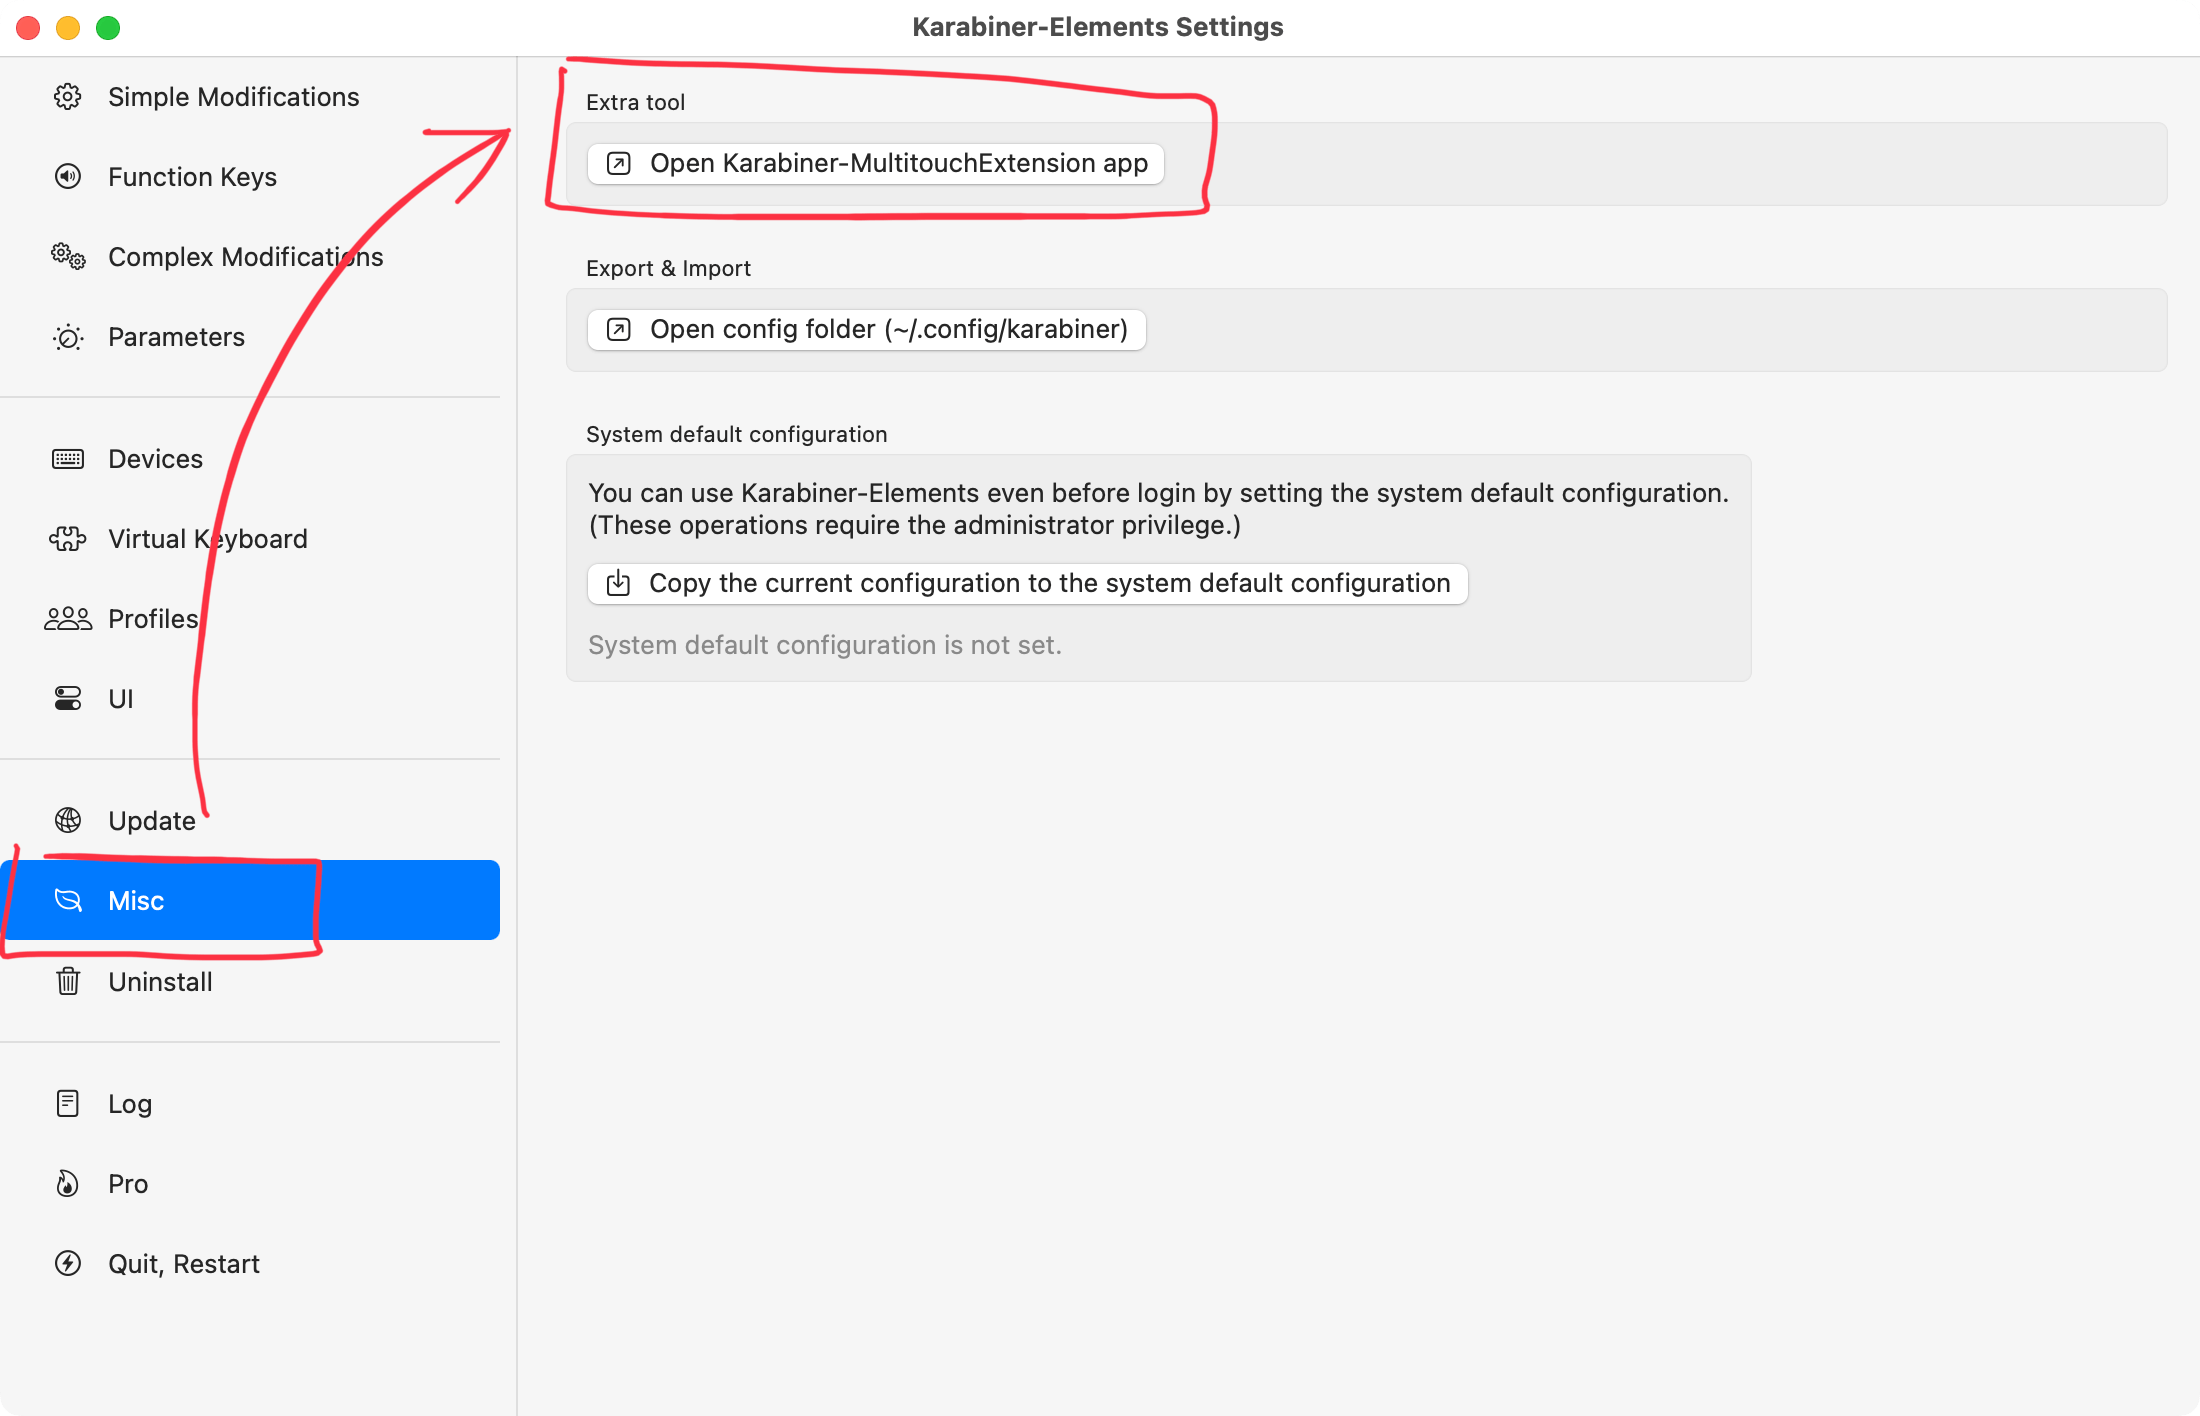 Karabiner-Elements Settings
Simple Modifications
Function Keys
Complex Modifications
Parameters
Devices
Virtual Keyboard
Profiles
UI
Update
Misc
Uninstall
Log
Pro
Quit, Restart
Extra tool
Open Karabiner-MultitouchExtension app
Export & Import
Open config folder (~/.config/karabiner)
System default configuration
You can use Karabiner-Elements even before login by setting the system default configuration.
(These operations require the administrator privilege.)
Copy the current configuration to the system default configuration
System default configuration is not set.